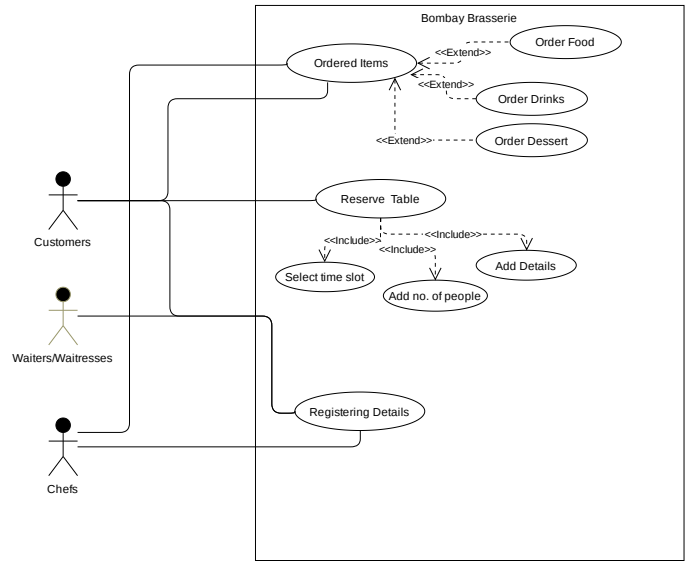 Bombay Brasserie
Order Food
<<Extend>>
Ordered Items
<<Extend>>
Order Drinks
<<Extend>>
Order Dessert
Reserve  Table
Customers
<<Include>>
<<Include>>
<<Include>>
Add Details
Select time slot
Add no. of people
Waiters/Waitresses
Registering Details
Chefs